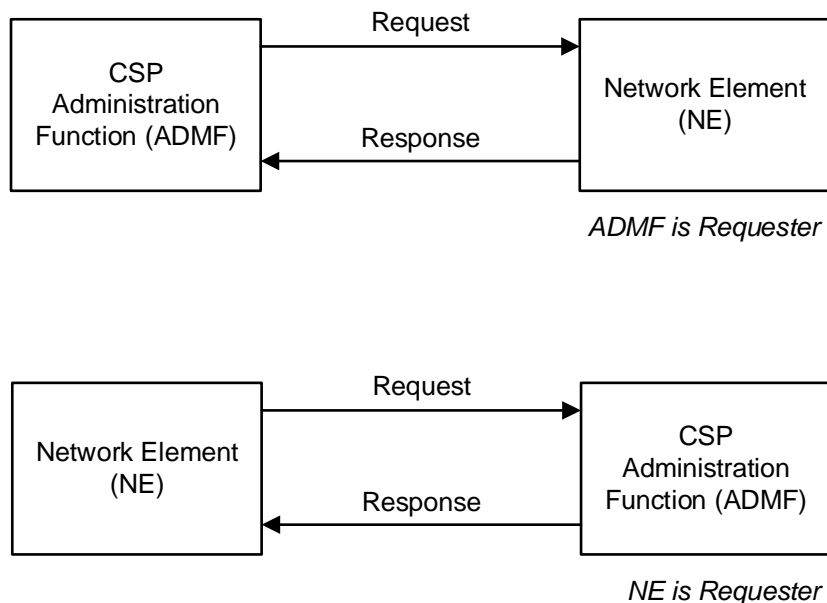 Request
CSP
Administration
Function (ADMF)
Network Element
(NE)
Response
ADMF is Requester
Request
Network Element
(NE)
CSP
Administration
Function (ADMF)
Response
NE is Requester